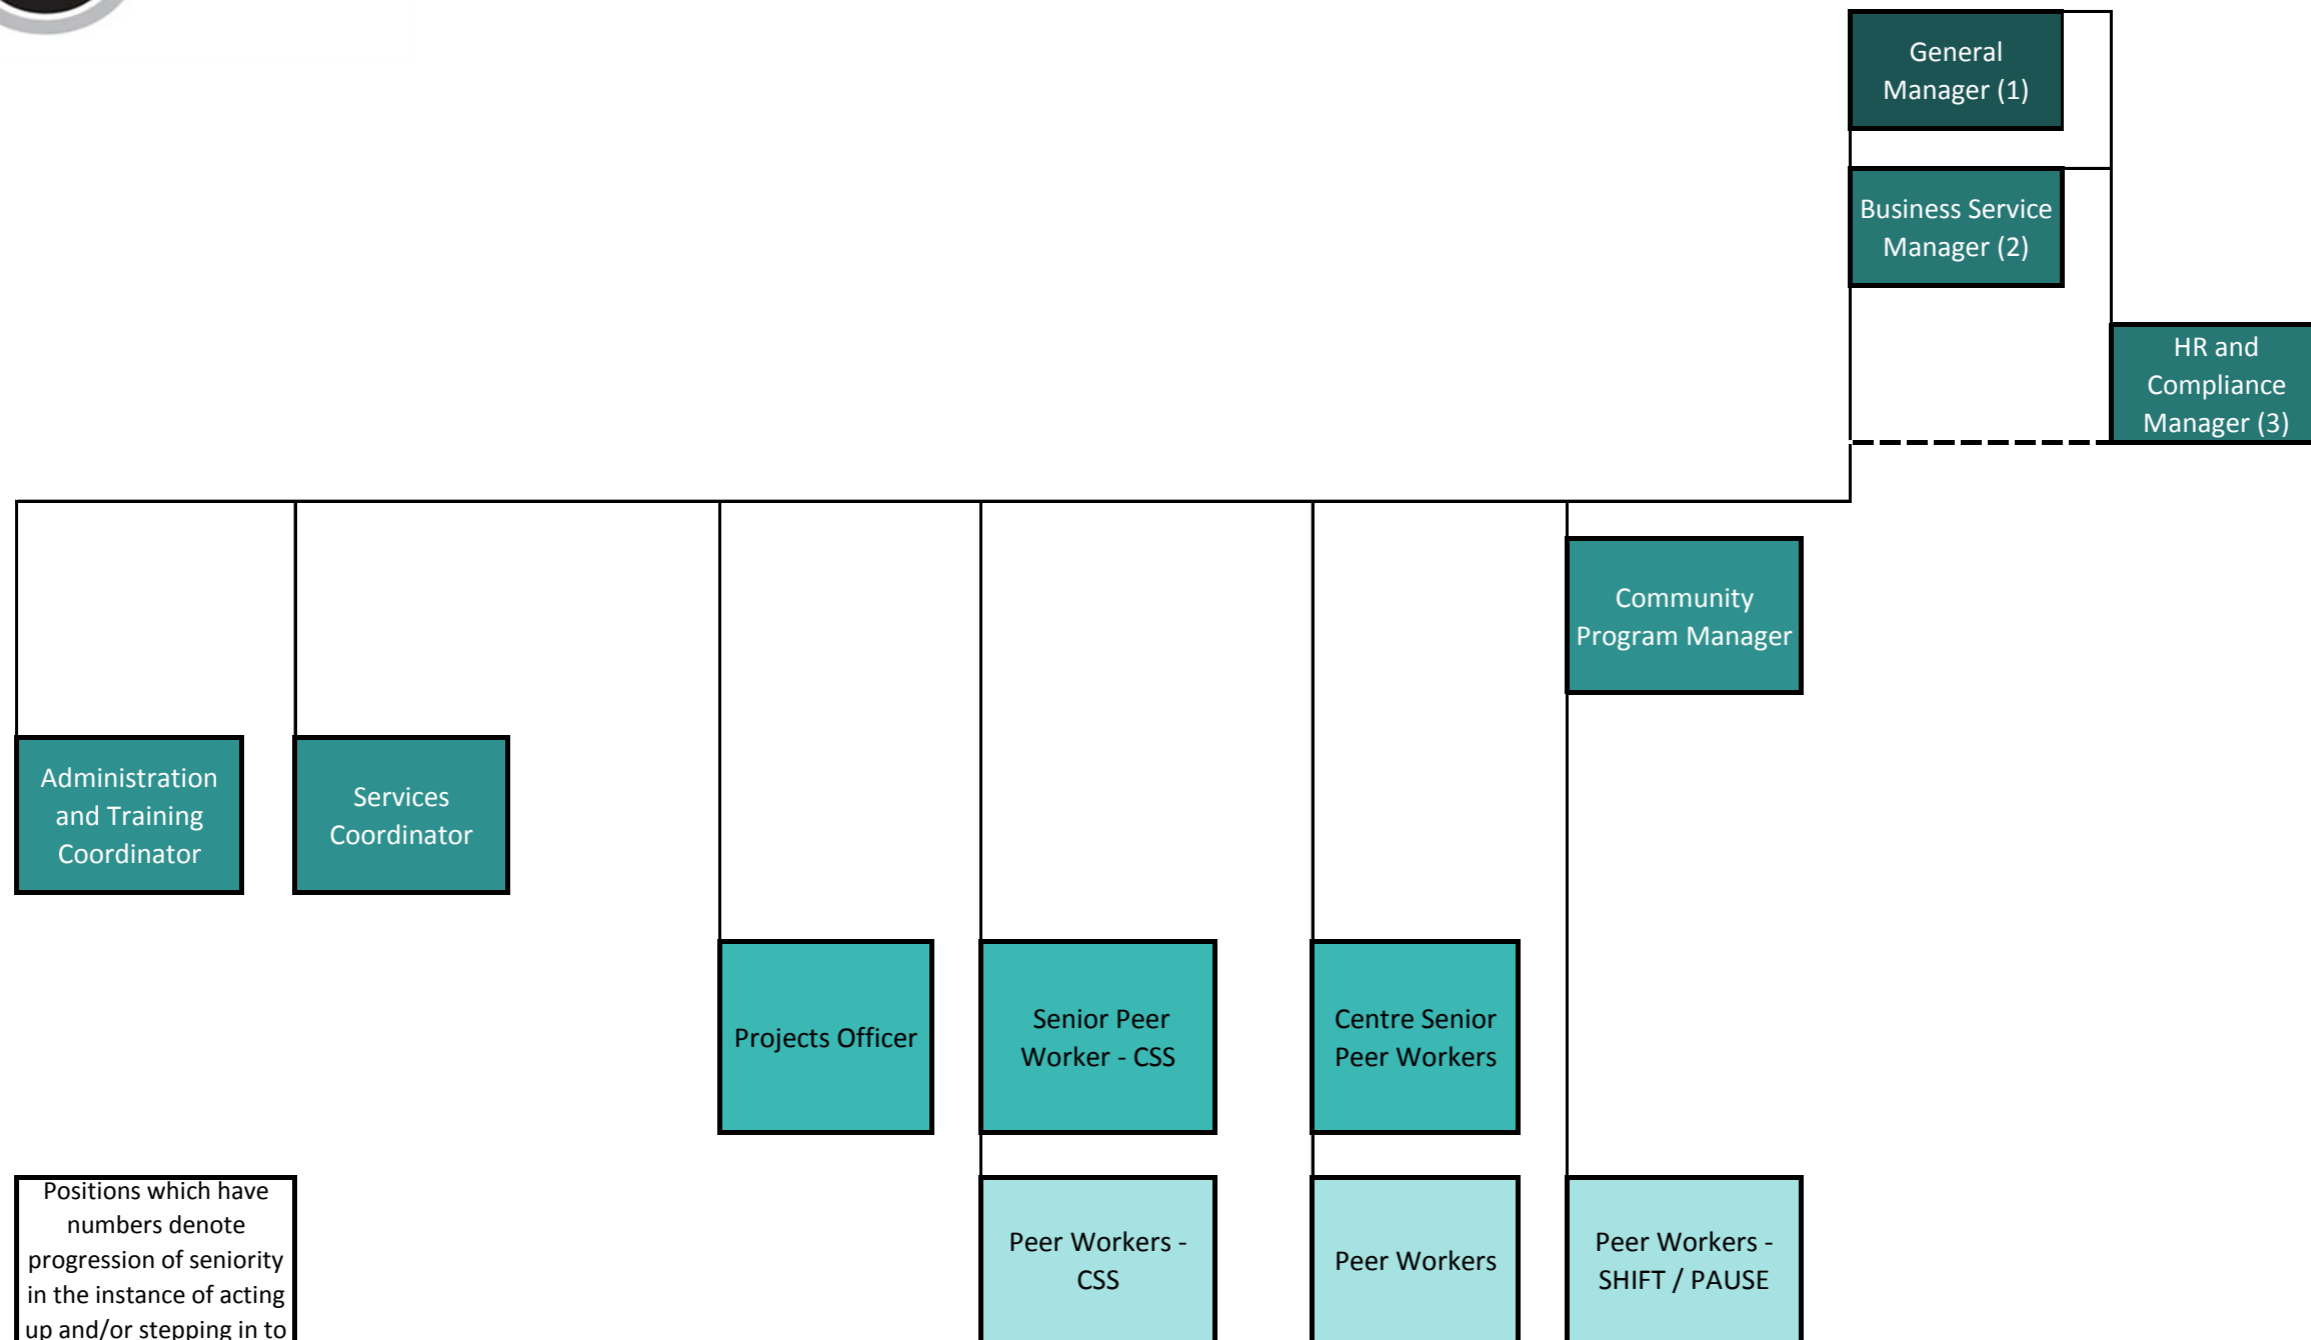 General
Manager (1)
Business Service
Manager (2)
HR and
Compliance
Manager (3)
Community
Program Manager
Administration
and Training
Coordinator
Services
Coordinator
Projects Officer
Senior Peer
Worker - CSS
Centre Senior
Peer Workers
Positions which have
numbers denote
progression of seniority
in the instance of acting
up and/or stepping in to
Peer Workers -
CSS
Peer Workers
Peer Workers -
SHIFT / PAUSE